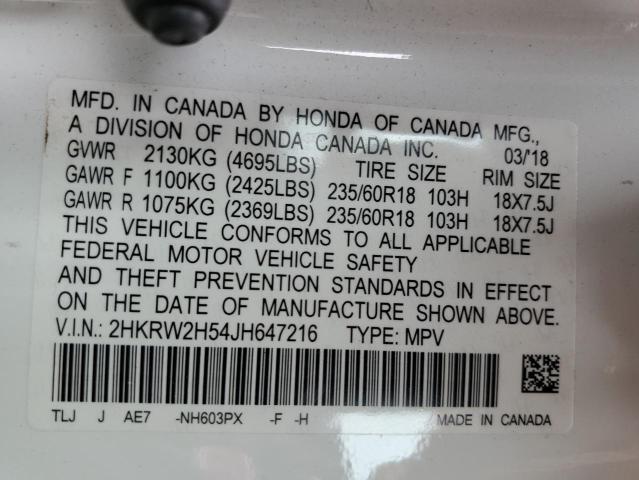 MFD. IN CANADA BY HONDA OF CANADA MFG.,
A DIVISION OF HONDA CANADA INC. 03/'18
GVWR 2130KG (4695LBS) TIRE SIZE RIM SIZE
GAWR F 1100KG (2425LBS) 235/60R18 103H 18X7.5J
GAWR R 1075KG (2369LBS) 235/60R18 103H 18X7.5J
THIS VEHICLE CONFORMS TO ALL APPLICABLE
FEDERAL MOTOR VEHICLE SAFETY
AND THEFT PREVENTION STANDARDS IN EFFECT
ON THE DATE OF MANUFACTURE SHOWN ABOVE.
V.I.N.: 2HKRW2H54JH647216 TYPE: MPV
TLJ J AE7 -NH603PX -F -H MADE IN CANADA